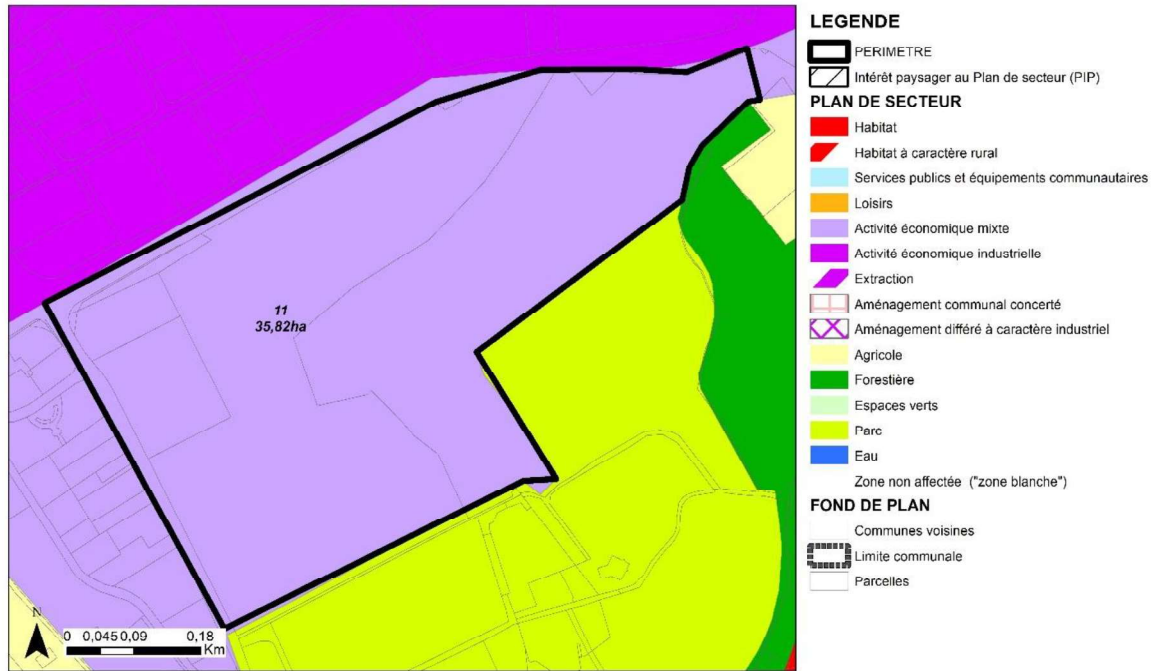 11
35,82ha
N
0 0,045 0,09 0,18
Km
LEGENDE
PERIMETRE
Intérêt paysager au Plan de secteur (PIP)
PLAN DE SECTEUR
Habitat
Habitat à caractère rural
Services publics et équipements communautaires
Loisirs
Activité économique mixte
Activité économique industrielle
Extraction
Aménagement communal concerté
Aménagement différé à caractère industriel
Agricole
Forestière
Espaces verts
Parc
Eau
Zone non affectée ("zone blanche")
FOND DE PLAN
Communes voisines
Limite communale
Parcelles